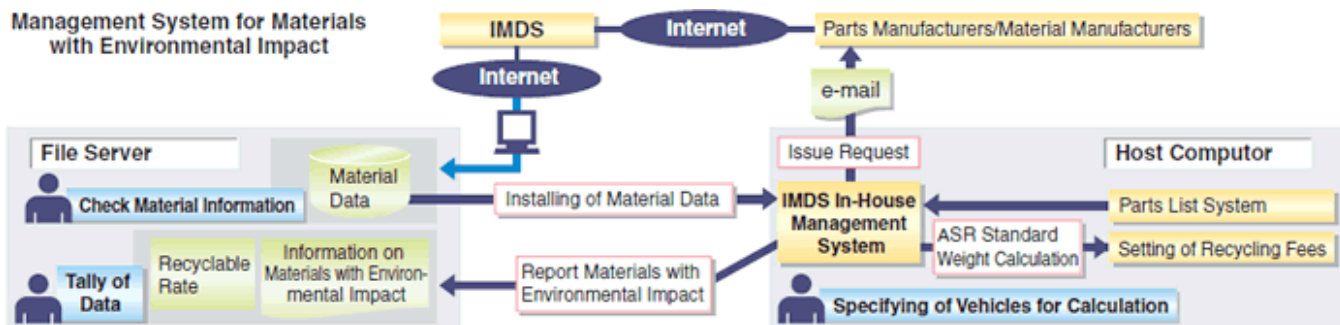 Management System for Materials
with Environmental Impact
IMDS
Internet
Parts Manufacturers/Material Manufacturers
Internet
e-mail
File Server
Host Computor
Issue Request
Material
Data
Check Material Information
Installing of Material Data
IMDS In-House
Management
System
Parts List System
ASR Standard
Weight Calculation
Setting of Recycling Fees
Recyclable
Rate
Information on
Materials with Environ-
mental Impact
Report Materials with
Environmental Impact
Tally of
Data
Specifying of Vehicles for Calculation